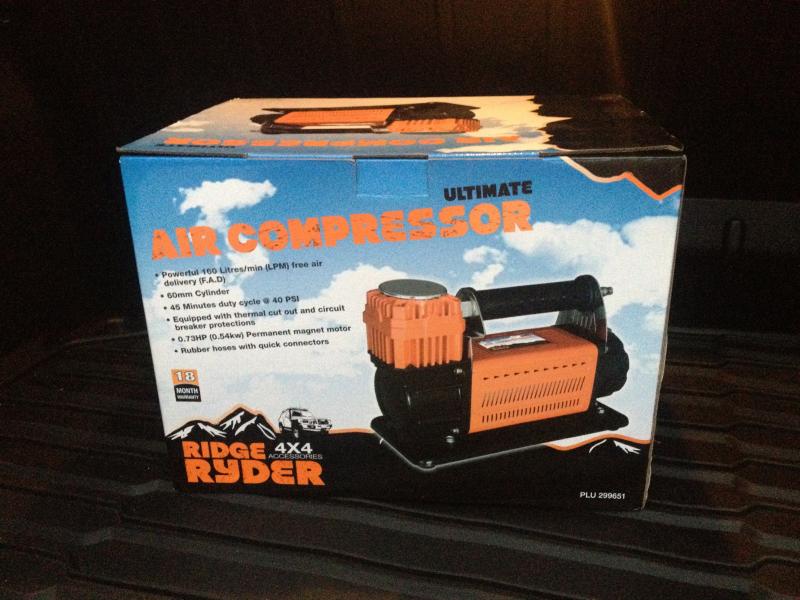 AIR COMPRESSOR
ULTIMATE
AIR COMPRESSOR
• Powerful 160 Litres/min (LPM) free air
delivery (F.A.D)
• 60mm Cylinder
• 45 Minutes duty cycle @ 40 PSI
• Equipped with thermal cut out and circuit
breaker protections
• 0.73HP (0.54kw) Permanent magnet motor
• Rubber hoses with quick connectors
18
MONTH
WARRANTY
RIDGE 4X4
ACCESSORIES
RYDER
PLU 299651